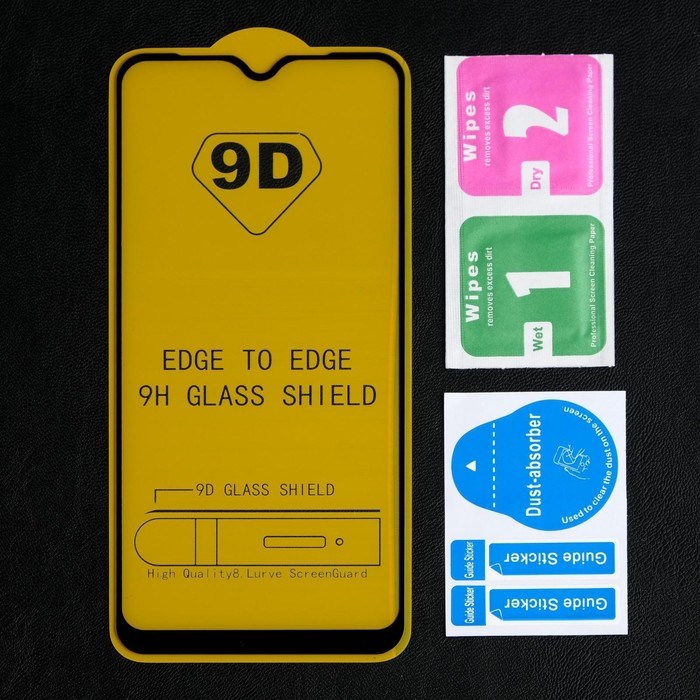 9D
EDGE TO EDGE
9H GLASS SHIELD
9D GLASS SHIELD
High Quality8.Lurve ScreenGuard
Wipes
removes excess dirt
2
Dry
Professional Screen Cleaning Paper
Wipes
removes excess dirt
1
Wet
Professional Screen Cleaning Paper
Dust-absorber
Used to clear the dust on the screen.
Guide Sticker
Guide Sticker
Guide Sticker
Guide Sticker